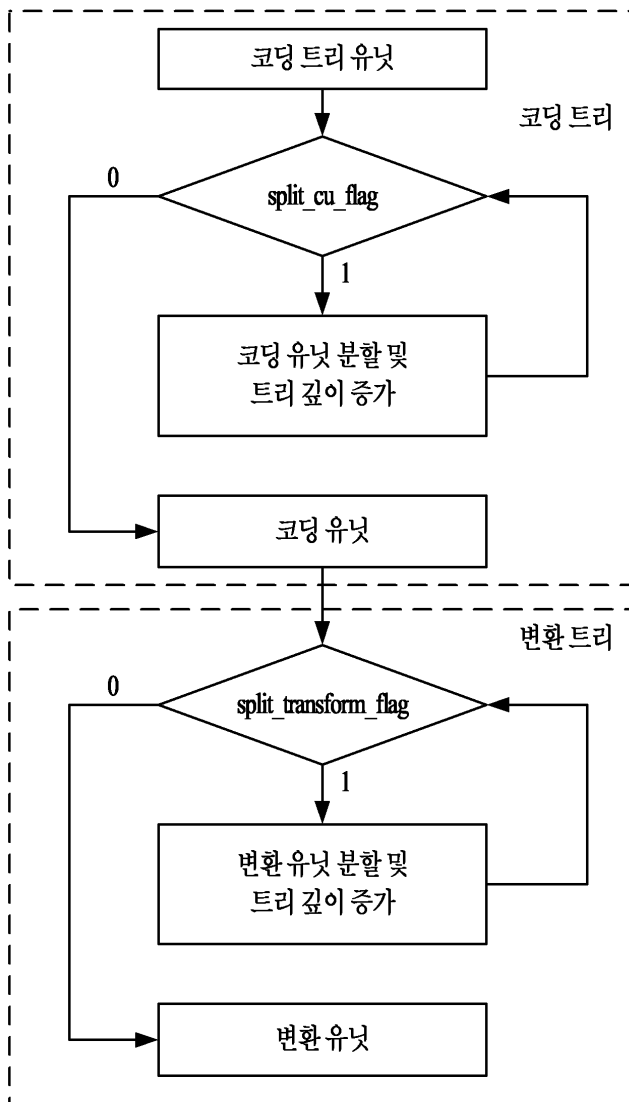 코딩 트리 유닛
코딩 트리
0
split_cu_flag
1
코딩 유닛 분할 및
트리 깊이 증가
코딩 유닛
변환 트리
0
split_transform_flag
1
변환 유닛 분할 및
트리 깊이 증가
변환 유닛